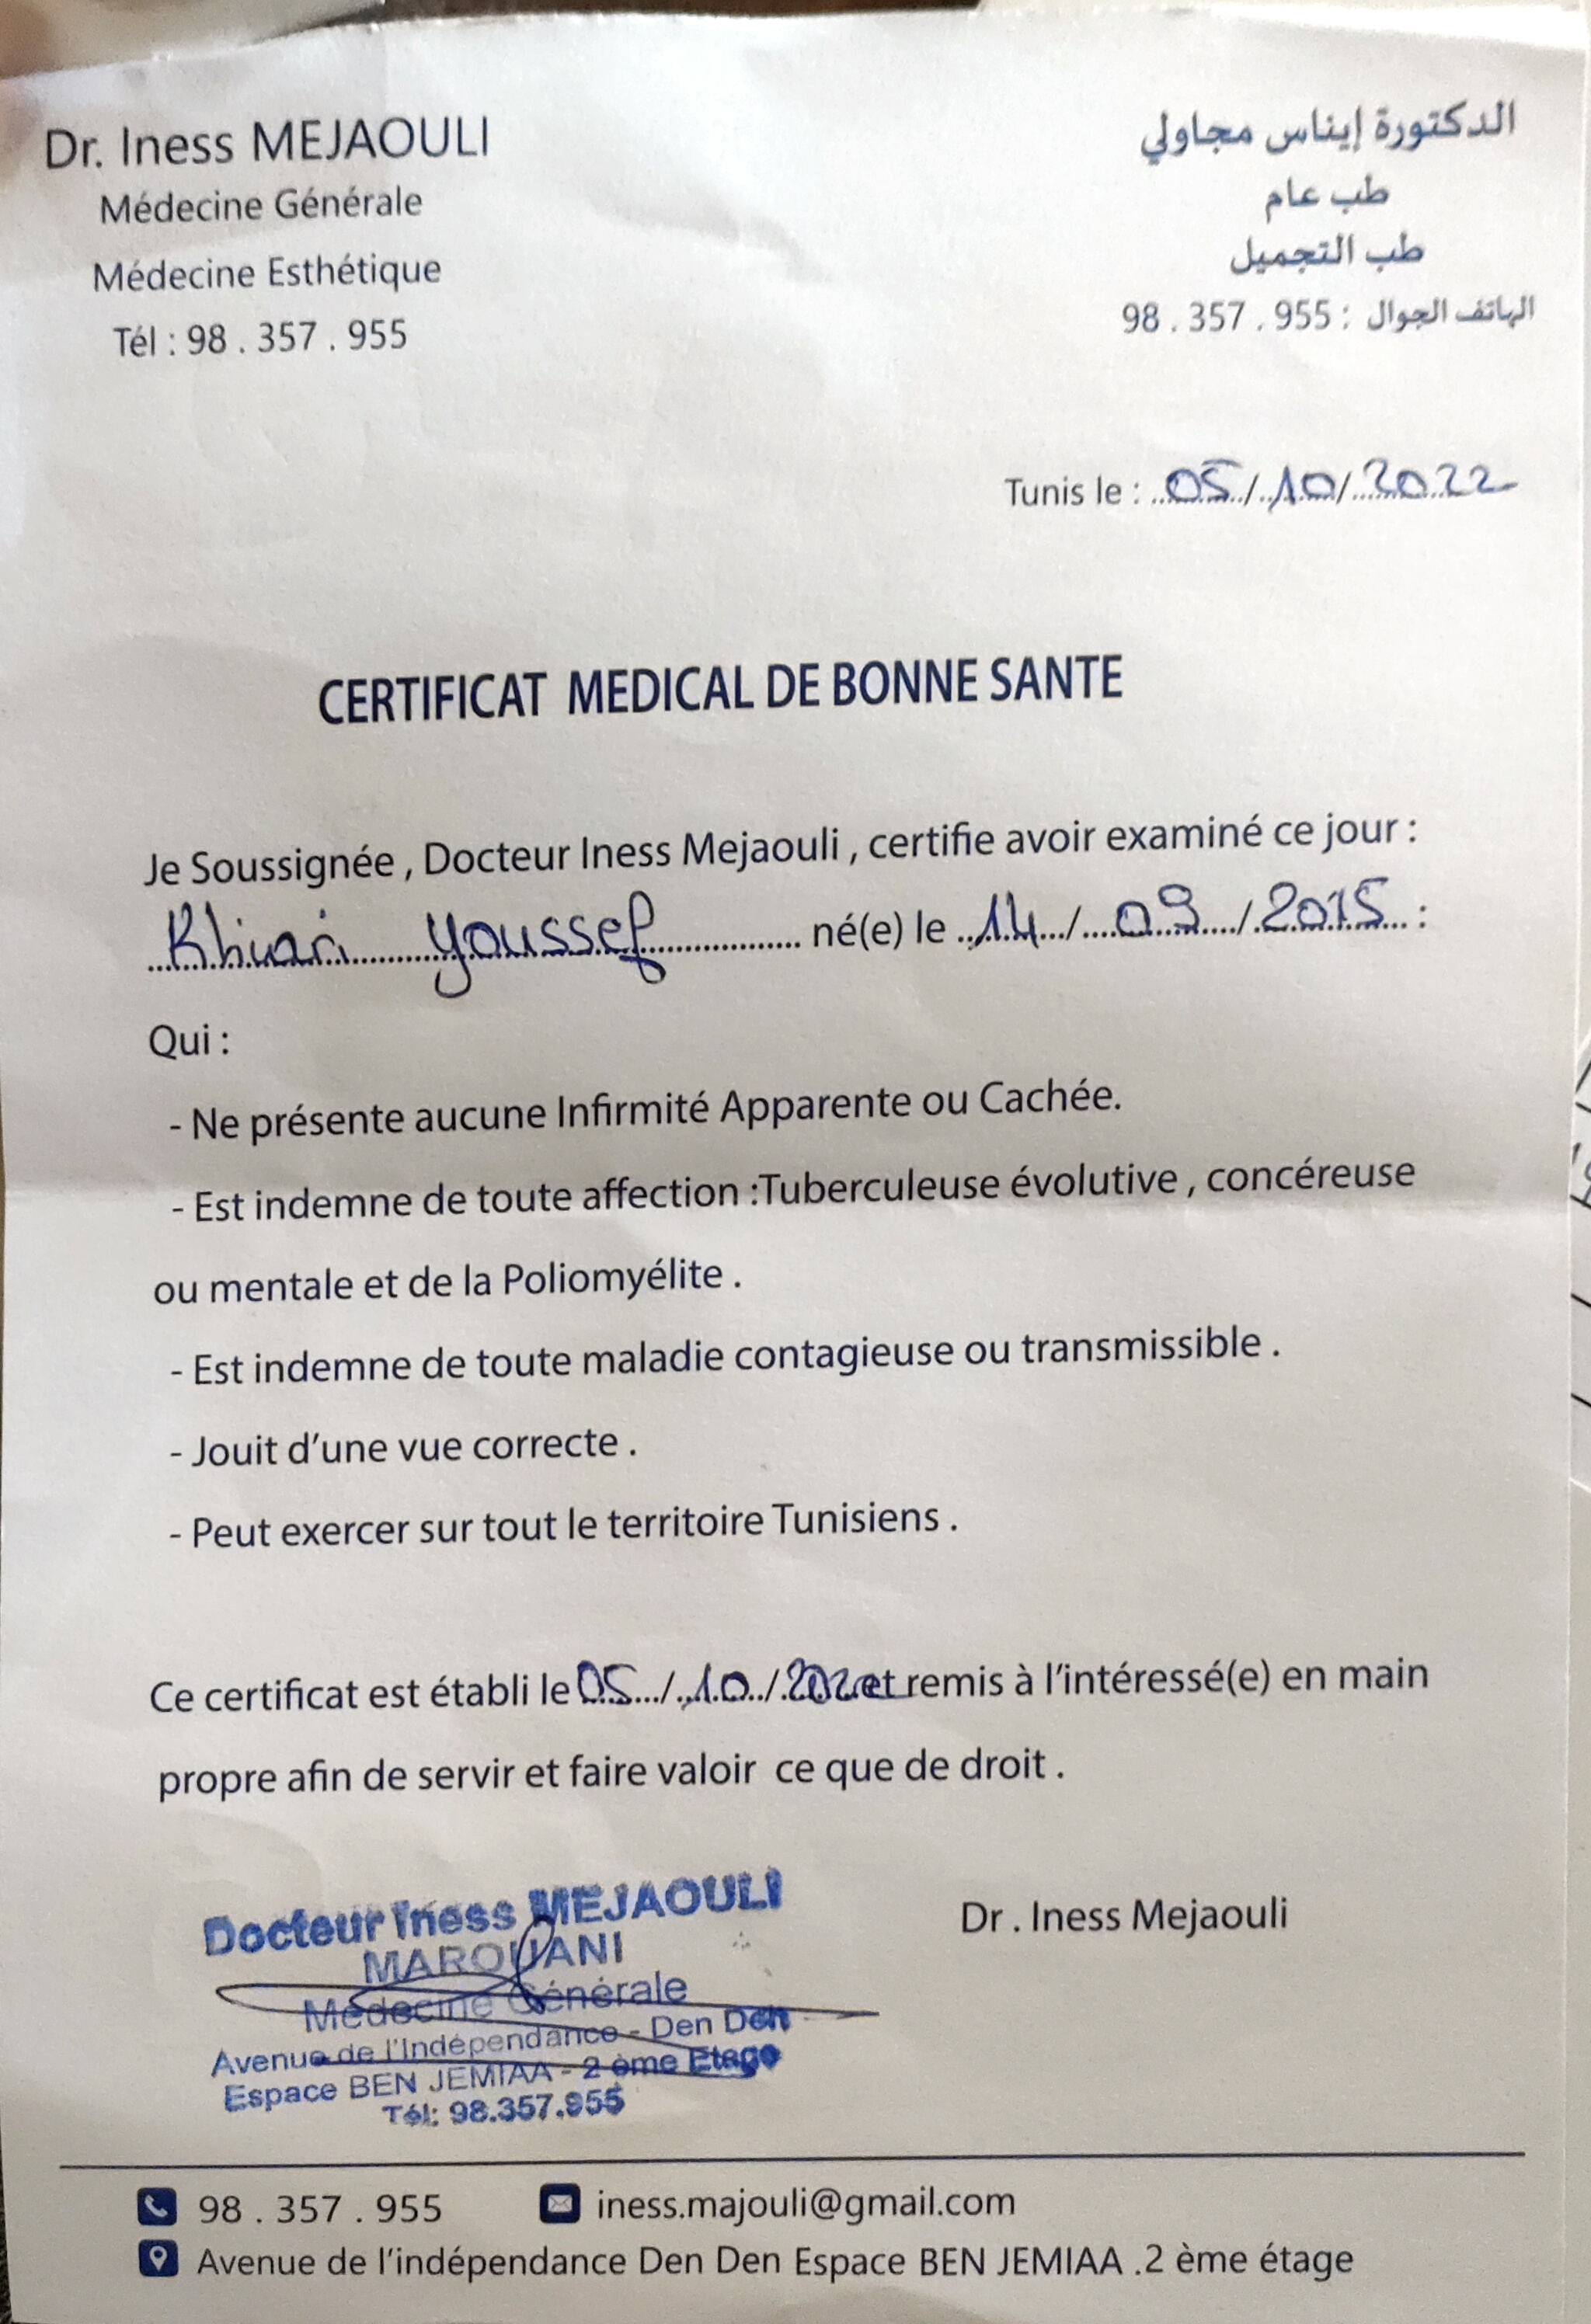 Dr. Iness MEJAOULI
Médecine Générale
Médecine Esthétique
Tél : 98 . 357 . 955
الدكتورة إيناس مجاولي
طب عام
طب التجميل
الهاتف الجوال : 98 . 357 . 955
Tunis le : 05/10/2022
CERTIFICAT MEDICAL DE BONNE SANTE
Je Soussignée , Docteur Iness Mejaouli , certifie avoir examiné ce jour :
Khiari Youssef né(e) le 14/09/2015 :
Qui :
- Ne présente aucune Infirmité Apparente ou Cachée.
- Est indemne de toute affection :Tuberculeuse évolutive , concéreuse
ou mentale et de la Poliomyélite .
- Est indemne de toute maladie contagieuse ou transmissible .
- Jouit d'une vue correcte .
- Peut exercer sur tout le territoire Tunisiens .
Ce certificat est établi le 05/10/2022 et remis à l'intéressé(e) en main
propre afin de servir et faire valoir ce que de droit .
Docteur Iness MEJAOULI
MAROUANI
Médecine Générale
Avenue de l'Indépendance - Den Den
Espace BEN JEMIAA - 2 ème Etage
Tél: 98.357.955
Dr . Iness Mejaouli
98 . 357 . 955 iness.majouli@gmail.com
Avenue de l'indépendance Den Den Espace BEN JEMIAA .2 ème étage